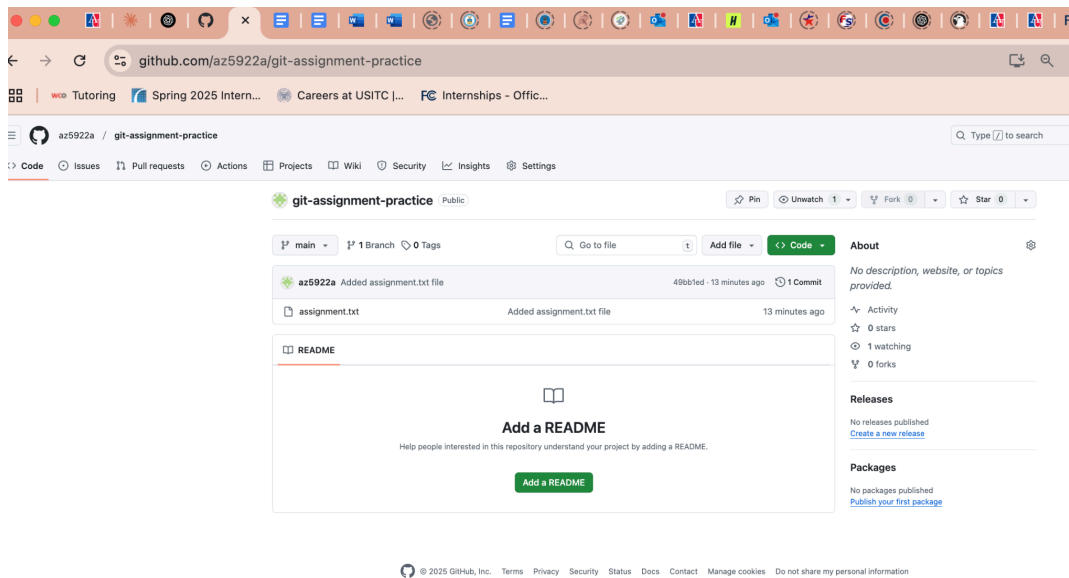 github.com/az5922a/git-assignment-practice
wco Tutoring Spring 2025 Intern... Careers at USITC |... FC Internships - Offic...
az5922a / git-assignment-practice Type / to search
Code Issues Pull requests Actions Projects Wiki Security Insights Settings
git-assignment-practice Public Pin Unwatch 1 Fork 0 Star 0
main 1 Branch 0 Tags Go to file t Add file Code About
No description, website, or topics
provided.
az5922a Added assignment.txt file 49bb1ed · 13 minutes ago 1 Commit
assignment.txt Added assignment.txt file 13 minutes ago
Activity
0 stars
1 watching
0 forks
README
Add a README
Help people interested in this repository understand your project by adding a README.
Add a README
Releases
No releases published
Create a new release
Packages
No packages published
Publish your first package
© 2025 GitHub, Inc. Terms Privacy Security Status Docs Contact Manage cookies Do not share my personal information